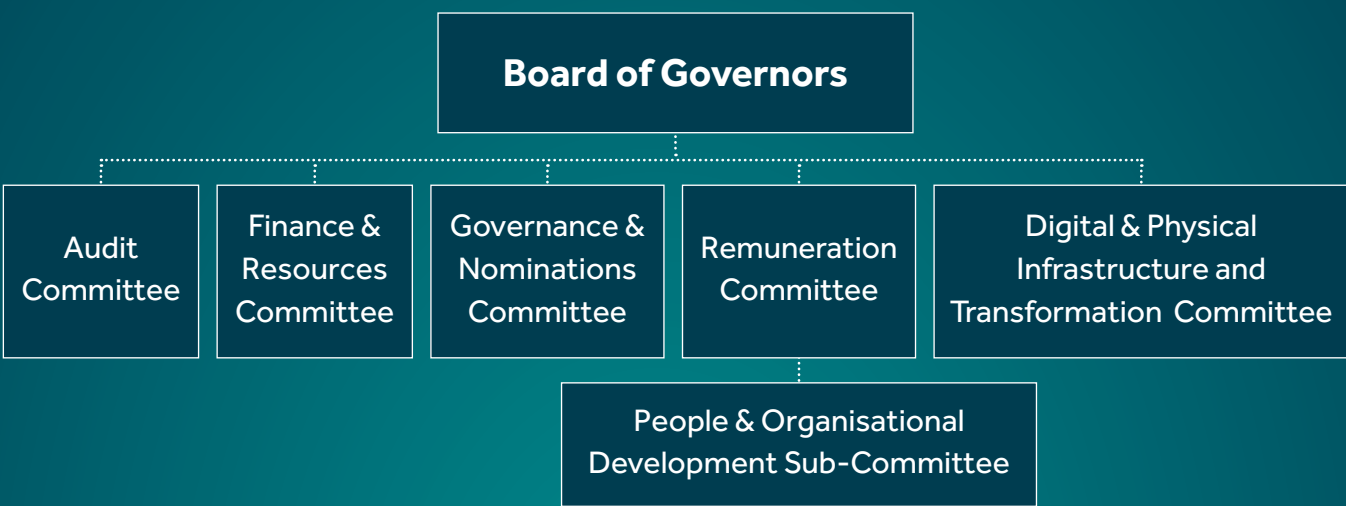 Board of Governors
Audit
Committee
Finance &
Resources
Committee
Governance &
Nominations
Committee
Remuneration
Committee
Digital & Physical
Infrastructure and
Transformation Committee
People & Organisational
Development Sub-Committee